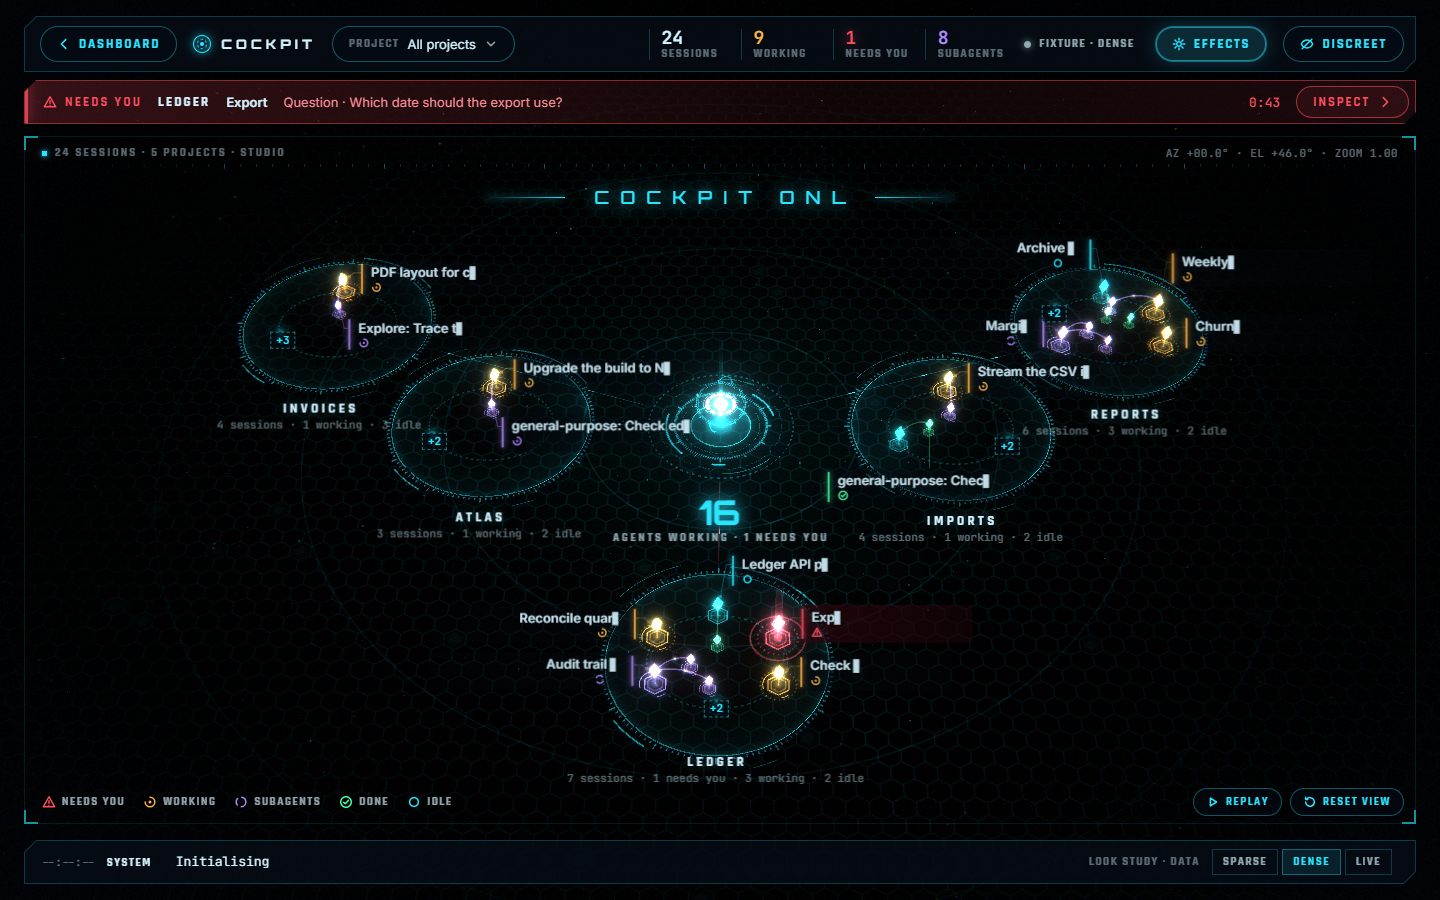 DASHBOARD
COCKPIT
PROJECT All projects
24 SESSIONS
9 WORKING
1 NEEDS YOU
8 SUBAGENTS
FIXTURE · DENSE
EFFECTS
DISCREET
NEEDS YOU LEDGER Export Question · Which date should the export use?
0:43
INSPECT
24 SESSIONS · 5 PROJECTS · STUDIO
AZ +00.0° · EL +46.0° · ZOOM 1.00
COCKPIT ONL
PDF layout for c
Explore: Trace t
+3
INVOICES
4 sessions · 1 working · 3 idle
Upgrade the build to N
general-purpose: Check ed
+2
ATLAS
3 sessions · 1 working · 2 idle
16
AGENTS WORKING · 1 NEEDS YOU
Stream the CSV i
+2
general-purpose: Chec
IMPORTS
4 sessions · 1 working · 2 idle
Archive
Weekly
+2
Margi
Churn
REPORTS
6 sessions · 3 working · 2 idle
Ledger API p
Reconcile quar
Exp
Audit trail
Check
+2
LEDGER
7 sessions · 1 needs you · 3 working · 2 idle
NEEDS YOU
WORKING
SUBAGENTS
DONE
IDLE
REPLAY
RESET VIEW
--:--:-- SYSTEM Initialising
LOOK STUDY · DATA
SPARSE
DENSE
LIVE